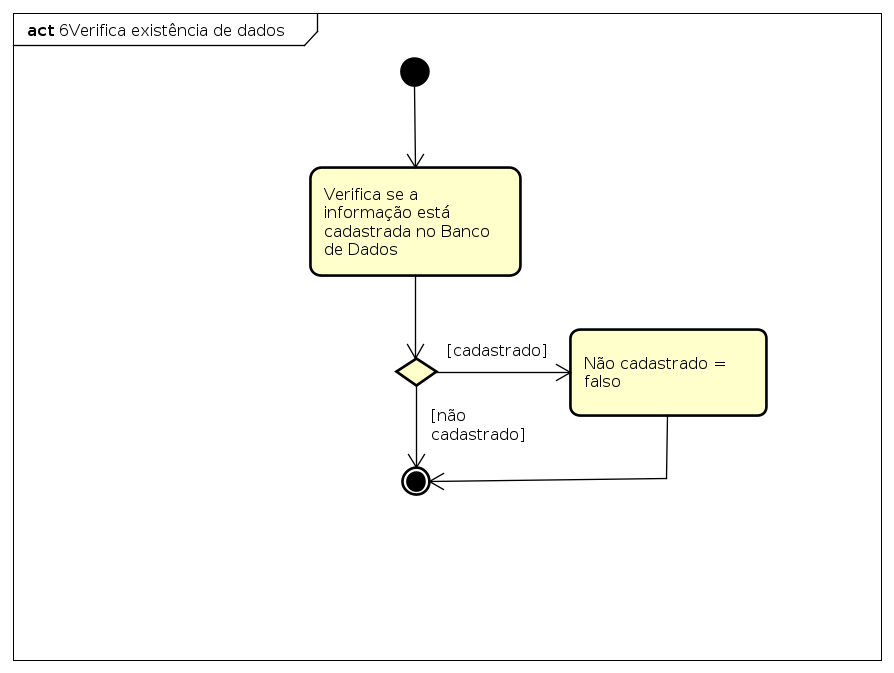 act 6Verifica existência de dados
Verifica se a
informação está
cadastrada no Banco
de Dados
[cadastrado]
Não cadastrado =
falso
[não
cadastrado]